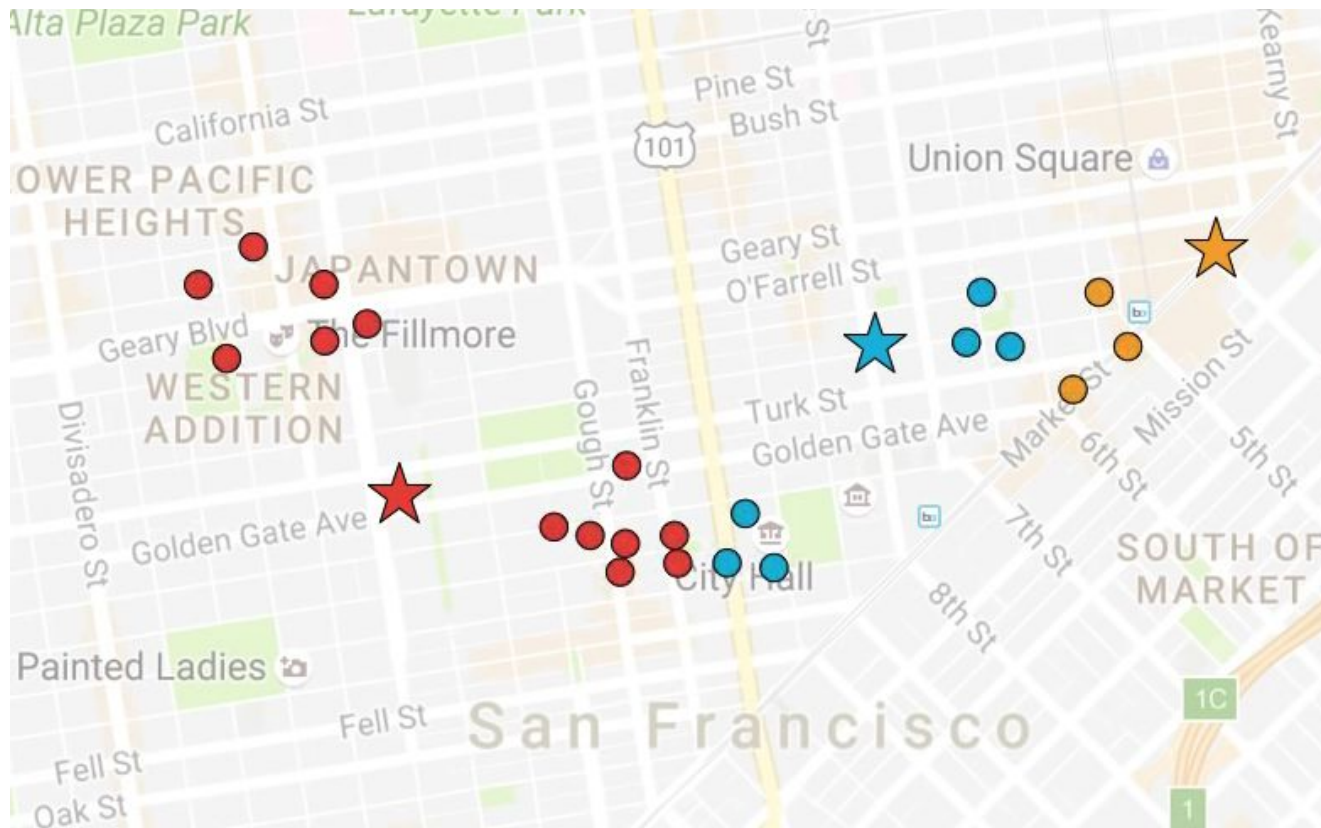 Alta Plaza Park
Lafayette Park
St
Kearny St
Pine St
California St
Bush St
101
Union Square
OWER PACIFIC
HEIGHTS
Geary St
JAPANTOWN
O'Farrell St
Geary Blvd
The Fillmore
WESTERN
ADDITION
Divisadero St
Gough St
Franklin St
Turk St
Golden Gate Ave
Market St
Mission St
5th St
6th St
7th St
8th St
Golden Gate Ave
SOUTH OF
MARKET
City Hall
Painted Ladies
Fell St
San Francisco
1C
Fell St
Oak St
1